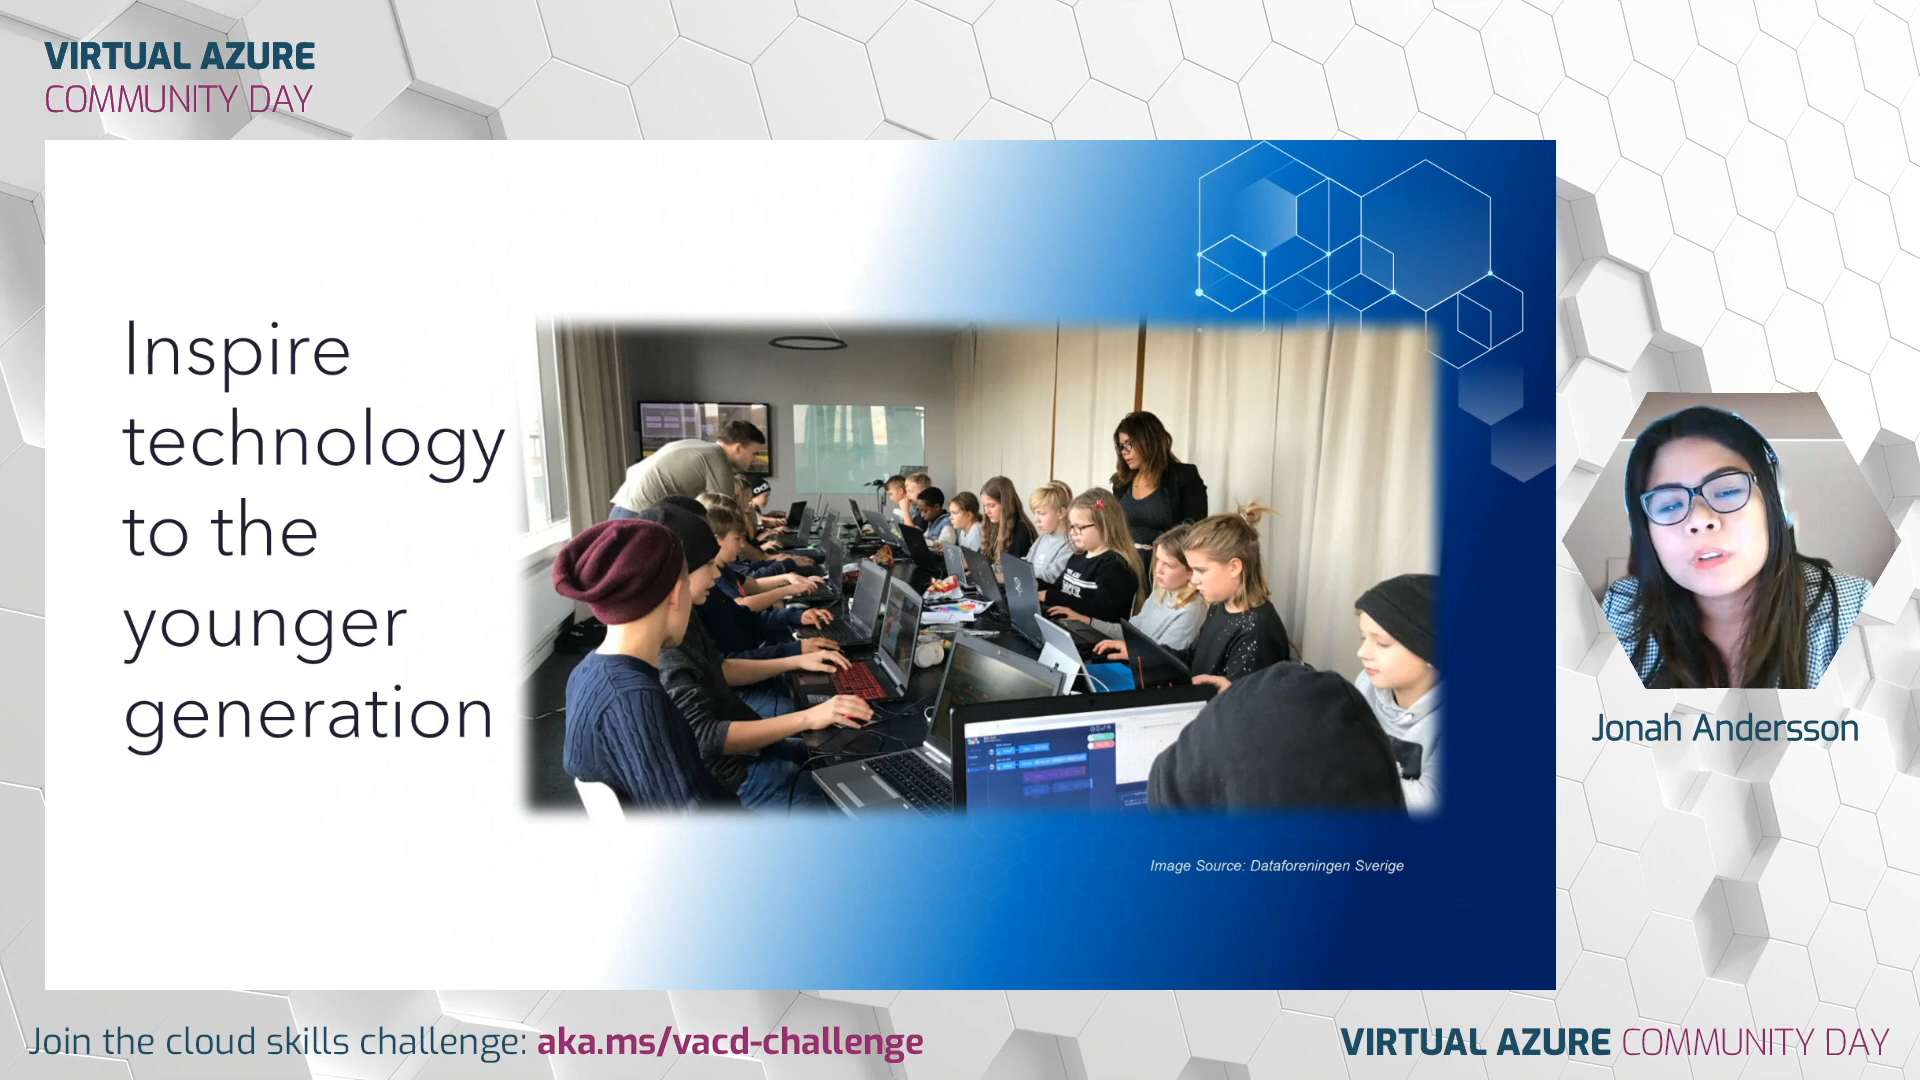 VIRTUAL AZURE
COMMUNITY DAY
Inspire
technology
to the
younger
generation
Image Source: Dataforeningen Sverige
Jonah Andersson
Join the cloud skills challenge: aka.ms/vacd-challenge
VIRTUAL AZURE COMMUNITY DAY